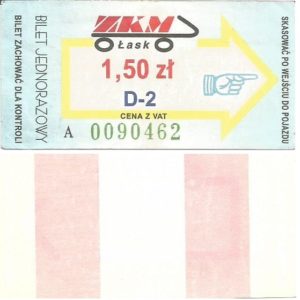 BILET ZACHOWAĆ DLA KONTROLI
BILET JEDNORAZOWY
ZKM
Łask
1,50 zł
D-2
CENA Z VAT
A 0090462
SKASOWAĆ PO WEJŚCIU DO POJAZDU